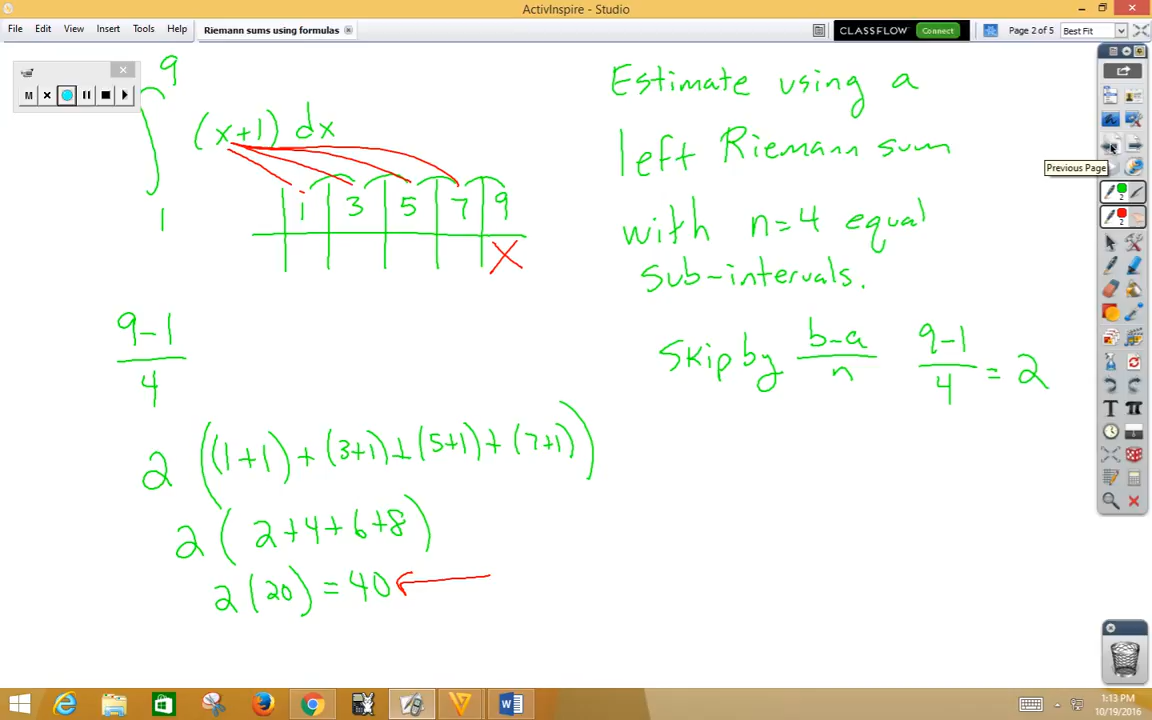 ActivInspire - Studio
File Edit View Insert Tools Help
Riemann sums using formulas
CLASSFLOW Connect
Page 2 of 5
Best Fit
Previous Page
9
∫ (x+1) dx
1
1 3 5 7 9
X
9-1
4
2 ((1+1) + (3+1) + (5+1) + (7+1))
2 ( 2+4+6+8 )
2 (20) = 40
Estimate using a
left Riemann sum
with n=4 equal
sub-intervals.
Skip by b-a/n 9-1/4 = 2
1:13 PM
10/19/2016